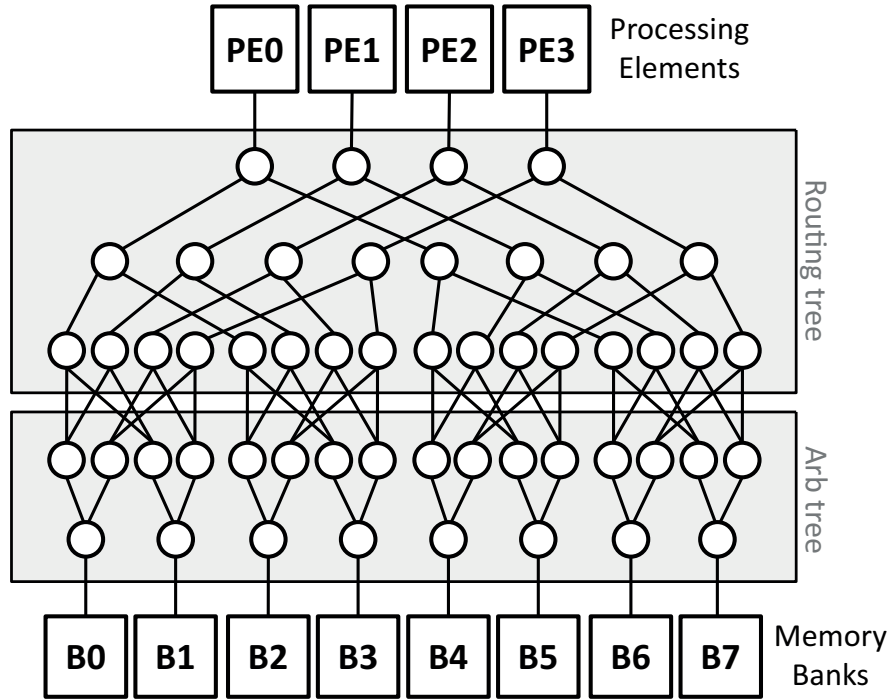 PE0 PE1 PE2 PE3
Processing
Elements
Routing tree
Arb tree
B0 B1 B2 B3 B4 B5 B6 B7
Memory
Banks